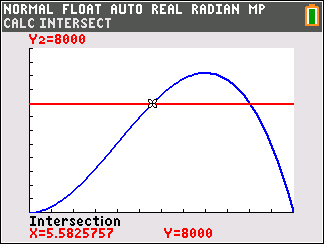 NORMAL FLOAT AUTO REAL RADIAN MP
CALC INTERSECT
Y2=8000
Intersection
X=5.5825757 Y=8000